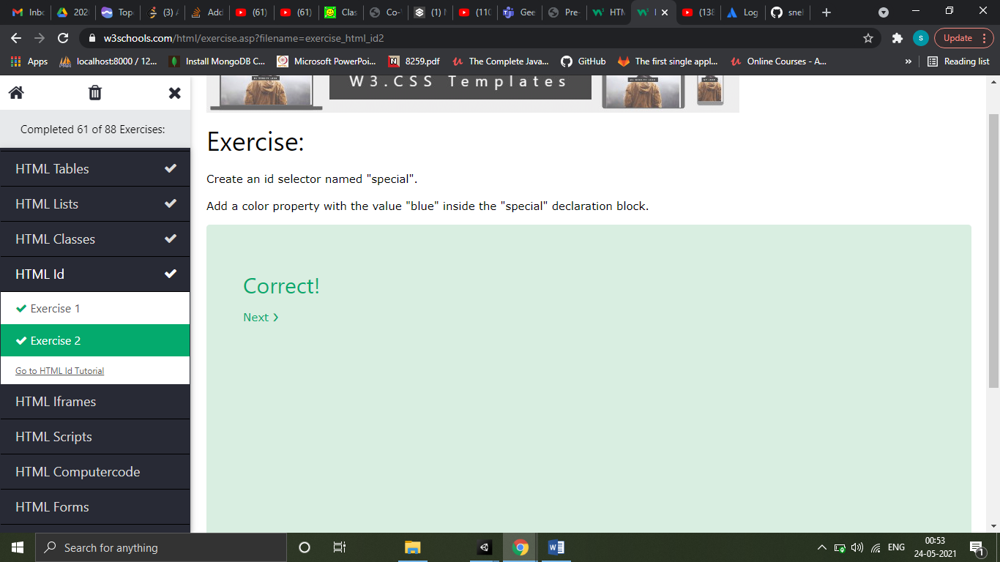 Inbo
202
Top
(3) A
Add
(61)
(61)
Clas
Co-
(1) N
(110
Gee
Pre-
HTM
(138
Log
snel
w3schools.com/html/exercise.asp?filename=exercise_html_id2
s
Update
Apps
localhost:8000 / 12...
Install MongoDB C...
Microsoft PowerPoi...
8259.pdf
The Complete Java...
GitHub
The first single appl...
Online Courses - A...
»
Reading list
Completed 61 of 88 Exercises:
HTML Tables
HTML Lists
HTML Classes
HTML Id
Exercise 1
Exercise 2
Go to HTML Id Tutorial
HTML Iframes
HTML Scripts
HTML Computercode
HTML Forms
W3.CSS Templates
Exercise:
Create an id selector named "special".
Add a color property with the value "blue" inside the "special" declaration block.
Correct!
Next ❯
Search for anything
ENG
00:53
24-05-2021
1